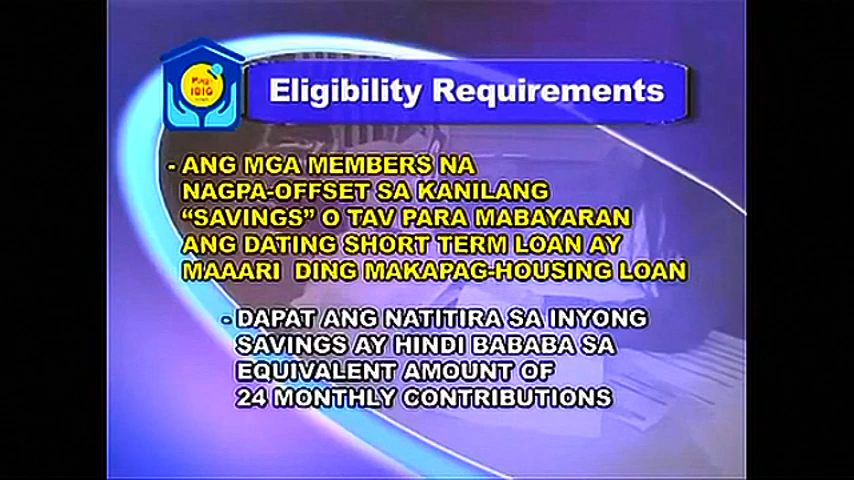 Pag-IBIG
Eligibility Requirements
- ANG MGA MEMBERS NA
NAGPA-OFFSET SA KANILANG
“SAVINGS” O TAV PARA MABAYARAN
ANG DATING SHORT TERM LOAN AY
MAAARI DING MAKAPAG-HOUSING LOAN
- DAPAT ANG NATITIRA SA INYONG
SAVINGS AY HINDI BABABA SA
EQUIVALENT AMOUNT OF
24 MONTHLY CONTRIBUTIONS